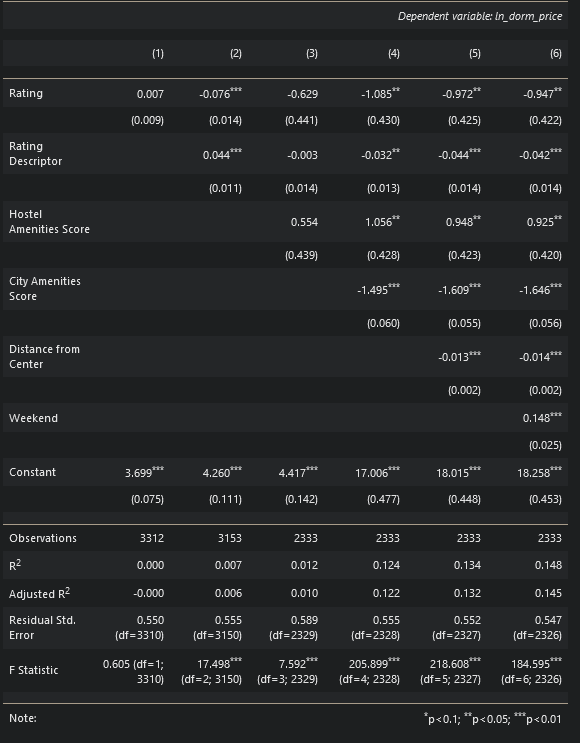 Dependent variable: ln_dorm_price
(1) (2) (3) (4) (5) (6)
Rating 0.007 -0.076*** -0.629 -1.085** -0.972** -0.947**
(0.009) (0.014) (0.441) (0.430) (0.425) (0.422)
Rating
Descriptor 0.044*** -0.003 -0.032** -0.044*** -0.042***
(0.011) (0.014) (0.013) (0.014) (0.014)
Hostel
Amenities Score 0.554 1.056** 0.948** 0.925**
(0.439) (0.428) (0.423) (0.420)
City Amenities
Score -1.495*** -1.609*** -1.646***
(0.060) (0.055) (0.056)
Distance from
Center -0.013*** -0.014***
(0.002) (0.002)
Weekend 0.148***
(0.025)
Constant 3.699*** 4.260*** 4.417*** 17.006*** 18.015*** 18.258***
(0.075) (0.111) (0.142) (0.477) (0.448) (0.453)
Observations 3312 3153 2333 2333 2333 2333
R2 0.000 0.007 0.012 0.124 0.134 0.148
Adjusted R2 -0.000 0.006 0.010 0.122 0.132 0.145
Residual Std. 0.550 0.555 0.589 0.555 0.552 0.547
Error (df=3310) (df=3150) (df=2329) (df=2328) (df=2327) (df=2326)
F Statistic 0.605 (df=1; 17.498*** 7.592*** 205.899*** 218.608*** 184.595***
3310) (df=2; 3150) (df=3; 2329) (df=4; 2328) (df=5; 2327) (df=6; 2326)
Note: *p<0.1; **p<0.05; ***p<0.01